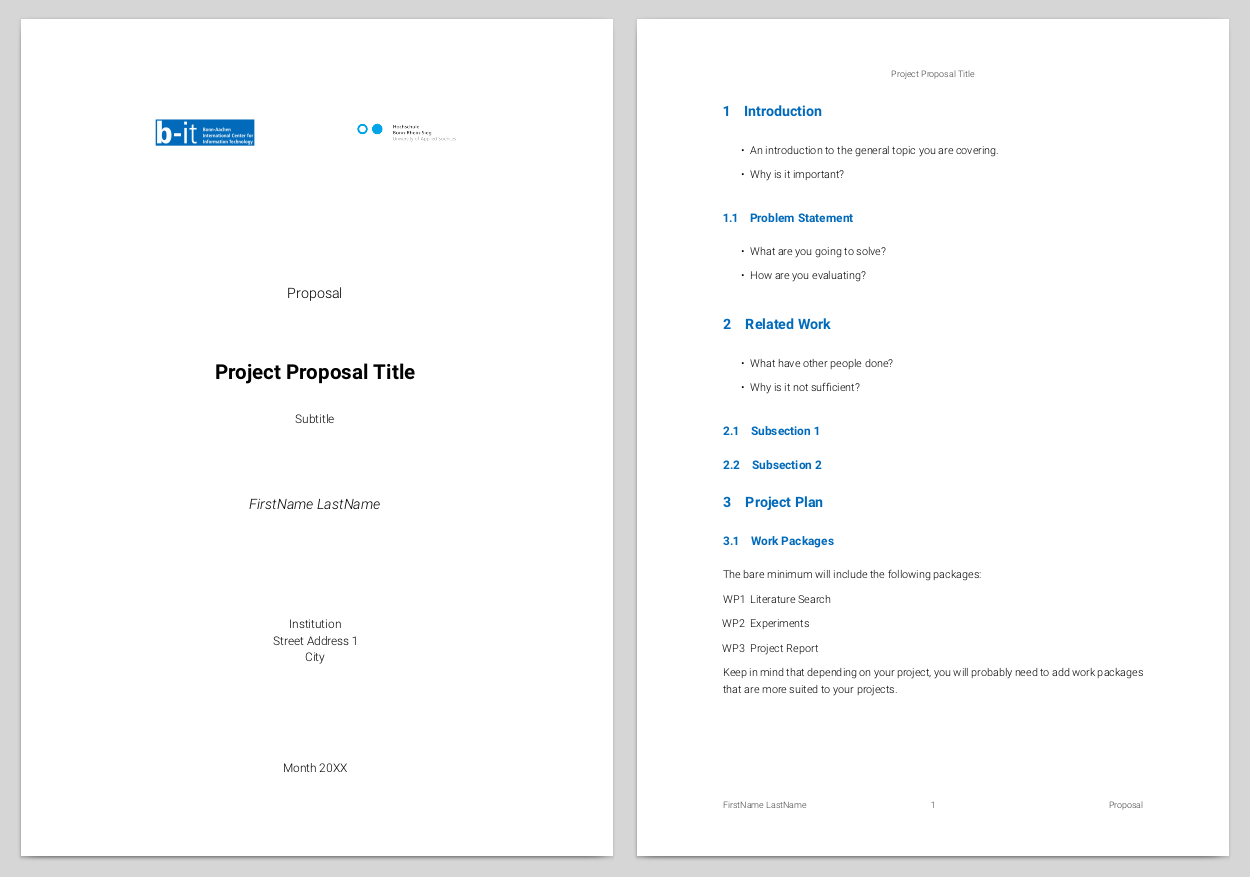 b-it
Bonn-Aachen
International Center for
Information Technology
Hochschule
Bonn-Rhein-Sieg
University of Applied Sciences
Proposal
Project Proposal Title
Subtitle
FirstName LastName
Institution
Street Address 1
City
Month 20XX
Project Proposal Title
1 Introduction
• An introduction to the general topic you are covering.
• Why is it important?
1.1 Problem Statement
• What are you going to solve?
• How are you evaluating?
2 Related Work
• What have other people done?
• Why is it not sufficient?
2.1 Subsection 1
2.2 Subsection 2
3 Project Plan
3.1 Work Packages
The bare minimum will include the following packages:
WP1 Literature Search
WP2 Experiments
WP3 Project Report
Keep in mind that depending on your project, you will probably need to add work packages
that are more suited to your projects.
FirstName LastName 1 Proposal